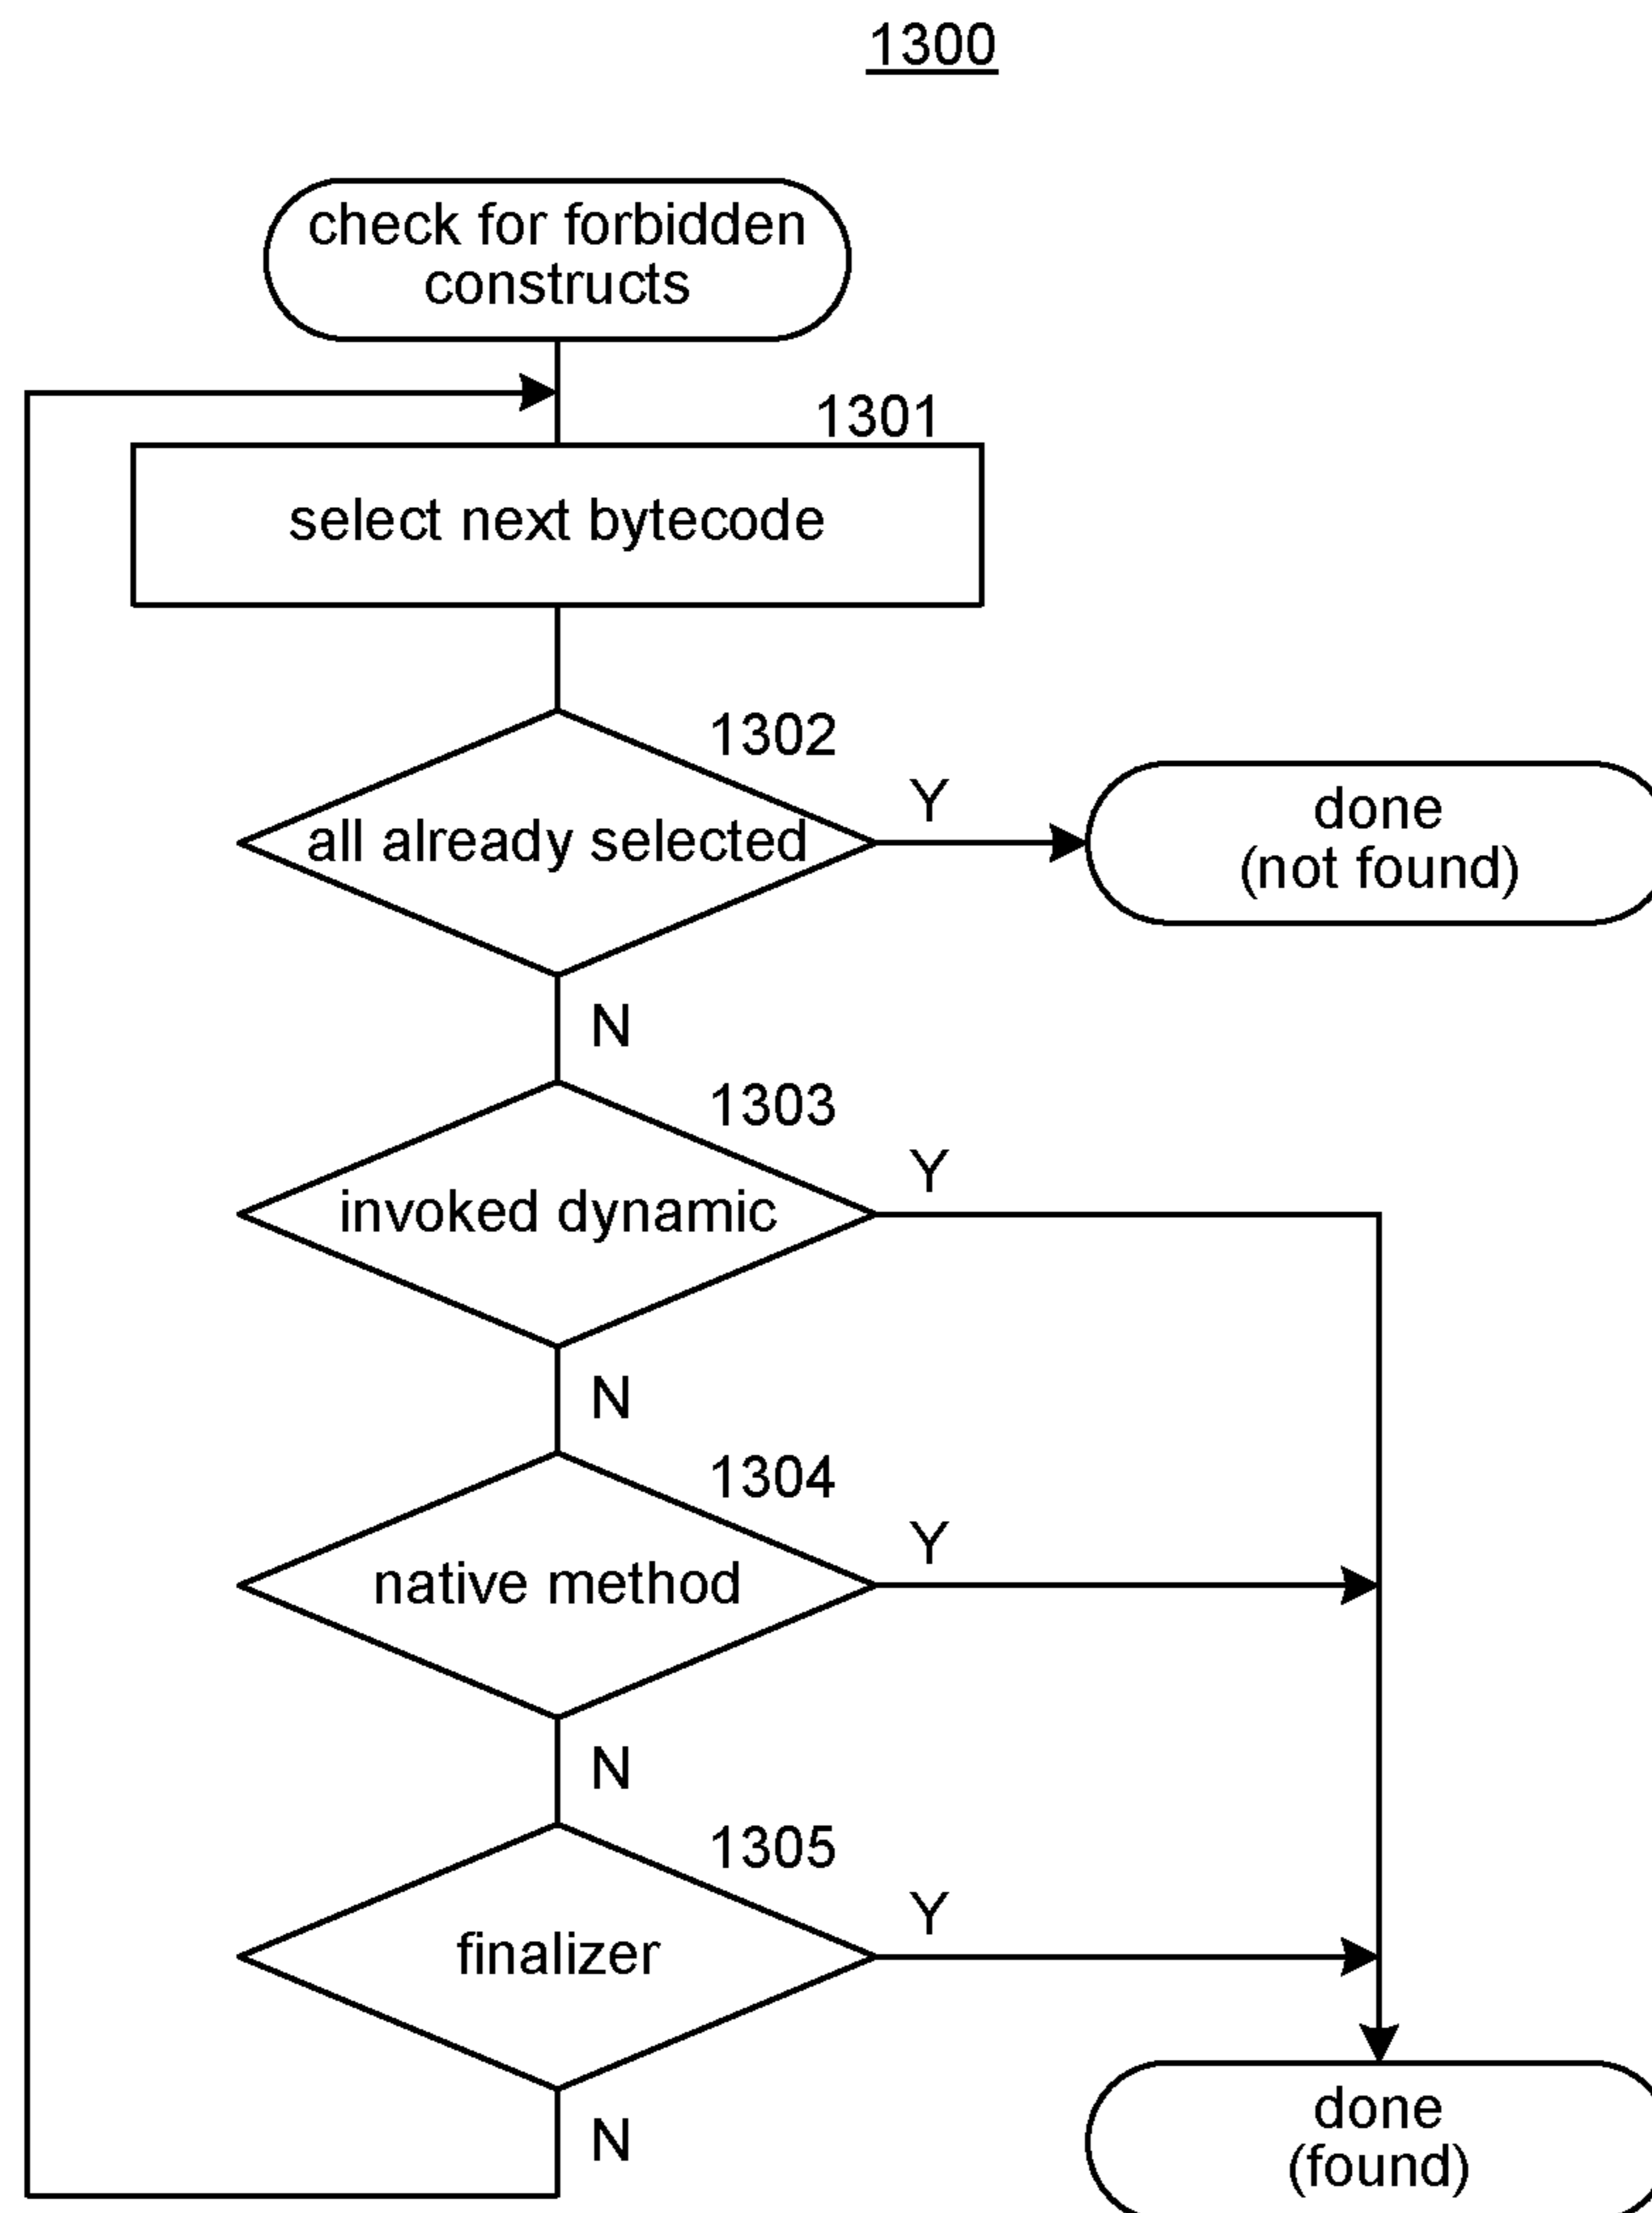 1300
check for forbidden
constructs
1301
select next bytecode
1302
all already selected
Y
done
(not found)
N
1303
invoked dynamic
Y
N
1304
native method
Y
N
1305
finalizer
Y
N
done
(found)